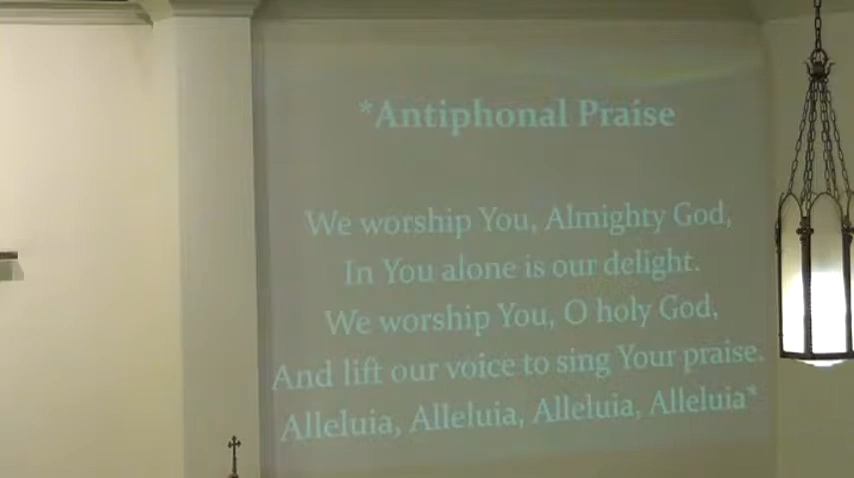 *Antiphonal Praise
We worship You, Almighty God,
In You alone is our delight.
We worship You, O holy God,
And lift our voice to sing Your praise.
Alleluia, Alleluia, Alleluia, Alleluia*